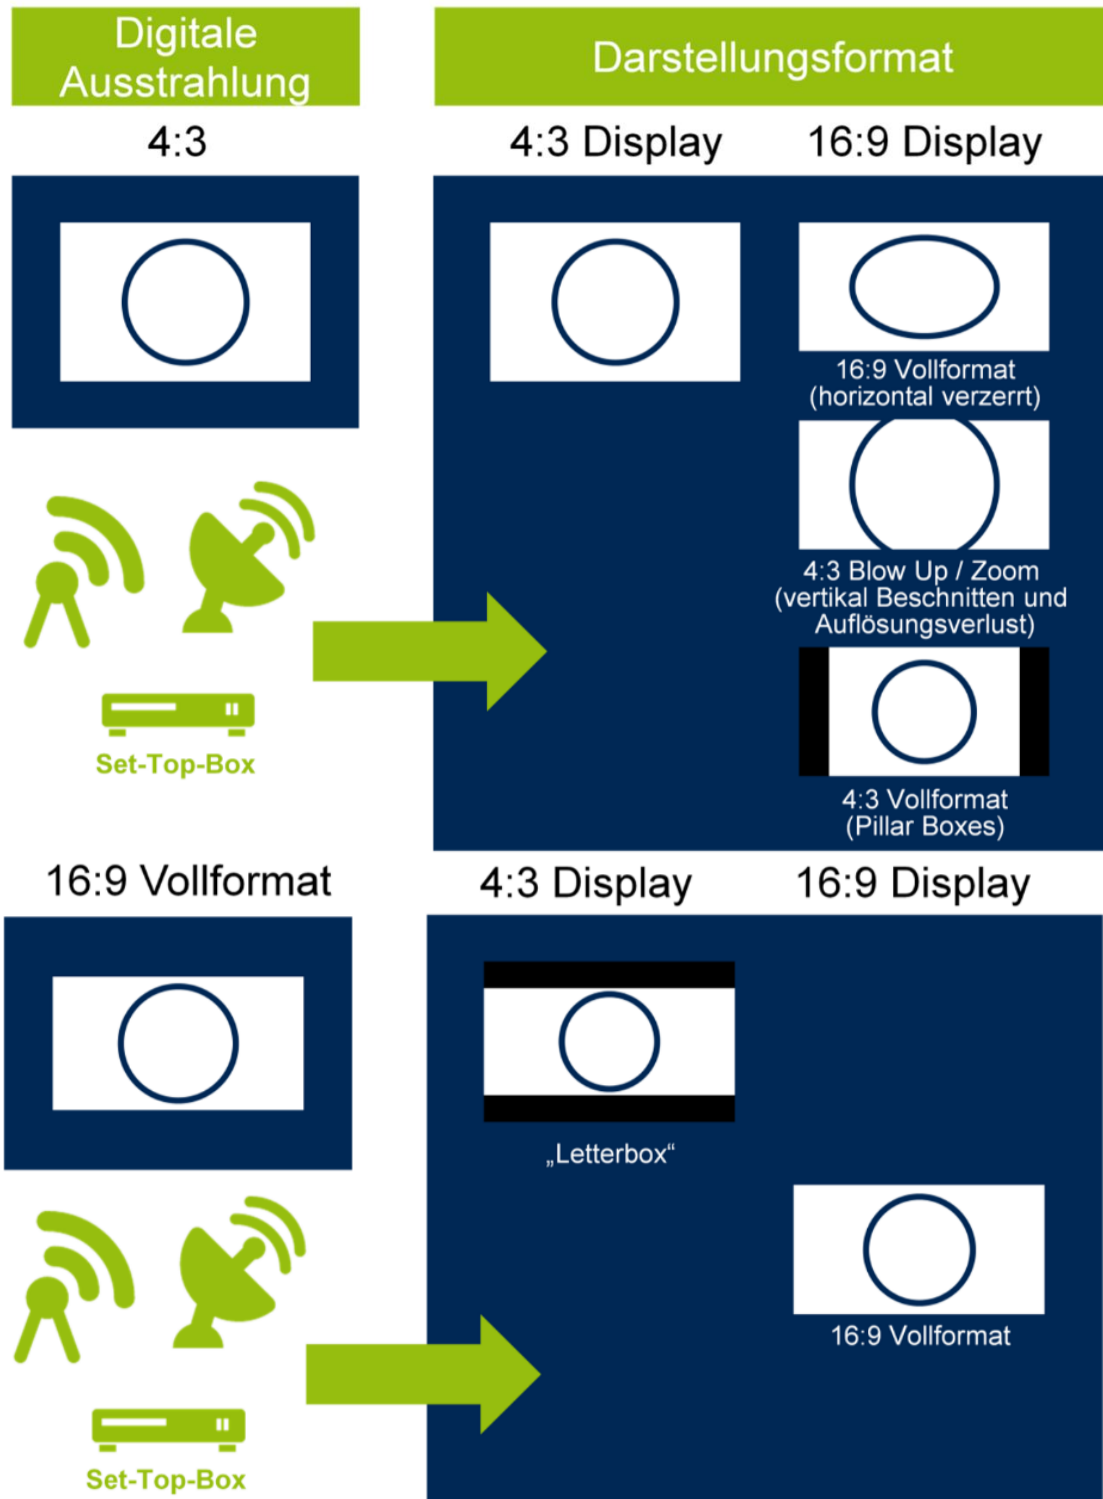 Digitale
Ausstrahlung
Darstellungsformat
4:3
4:3 Display
16:9 Display
16:9 Vollformat
(horizontal verzerrt)
4:3 Blow Up / Zoom
(vertikal Beschnitten und
Auflösungsverlust)
Set-Top-Box
4:3 Vollformat
(Pillar Boxes)
16:9 Vollformat
4:3 Display
16:9 Display
„Letterbox“
16:9 Vollformat
Set-Top-Box